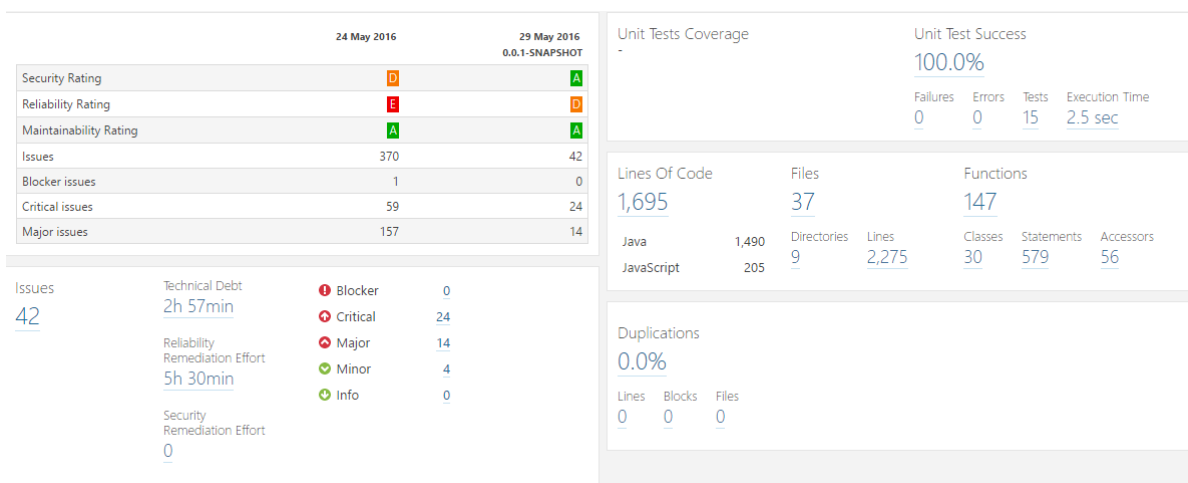 24 May 2016 29 May 2016
0.0.1-SNAPSHOT
Security Rating D A
Reliability Rating E D
Maintainability Rating A A
Issues 370 42
Blocker issues 1 0
Critical issues 59 24
Major issues 157 14
Issues
42
Technical Debt
2h 57min
Reliability
Remediation Effort
5h 30min
Security
Remediation Effort
0
Blocker 0
Critical 24
Major 14
Minor 4
Info 0
Unit Tests Coverage
-
Unit Test Success
100.0%
Failures Errors Tests Execution Time
0 0 15 2.5 sec
Lines Of Code Files Functions
1,695 37 147
Java 1,490
JavaScript 205
Directories Lines
9 2,275
Classes Statements Accessors
30 579 56
Duplications
0.0%
Lines Blocks Files
0 0 0